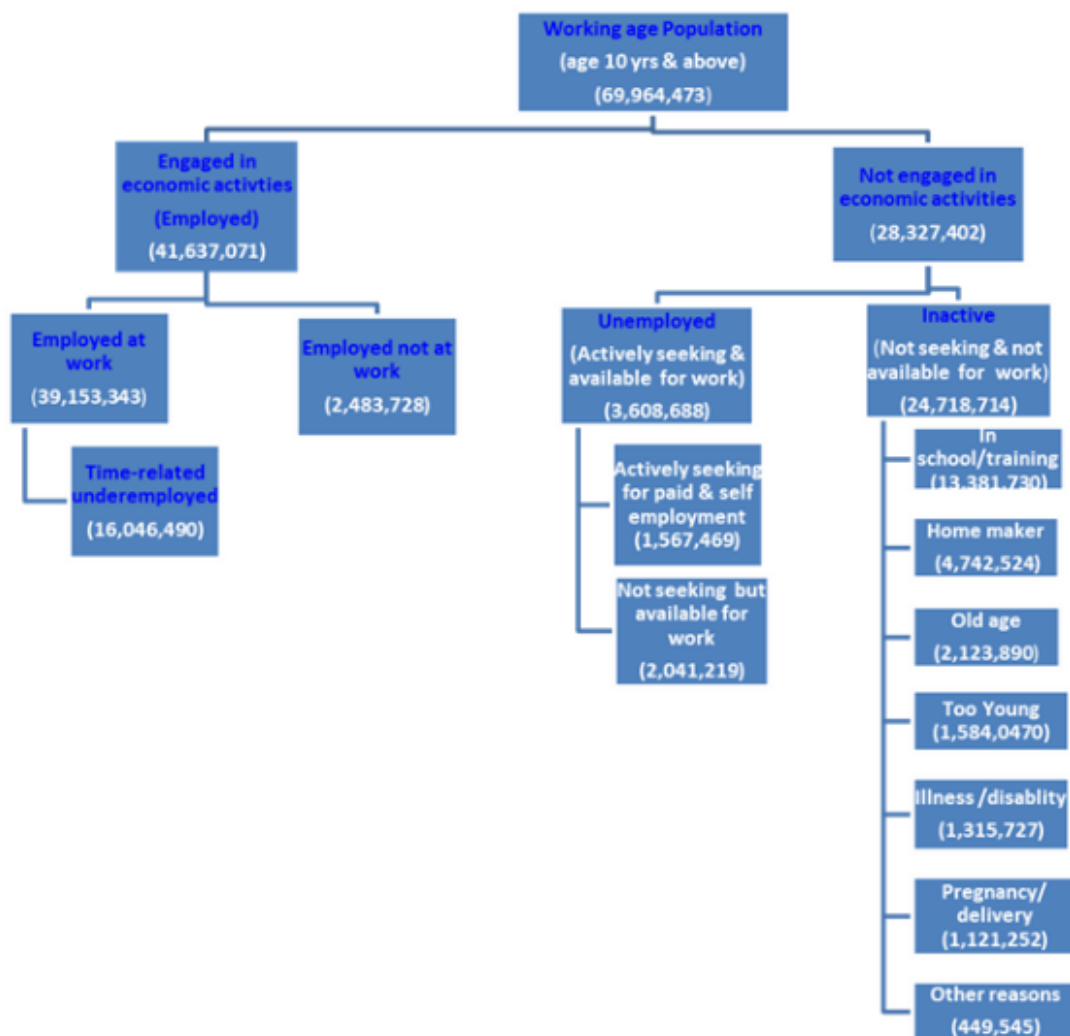 Working age Population
(age 10 yrs & above)
(69,964,473)
Engaged in
economic activties
(Employed)
(41,637,071)
Not engaged in
economic activities
(28,327,402)
Employed at
work
(39,153,343)
Employed not at
work
(2,483,728)
Unemployed
(Actively seeking &
available for work)
(3,608,688)
Inactive
(Not seeking & not
available for work)
(24,718,714)
Time-related
underemployed
(16,046,490)
Actively seeking
for paid & self
employment
(1,567,469)
Not seeking but
available for
work
(2,041,219)
In
school/training
(13,381,730)
Home maker
(4,742,524)
Old age
(2,123,890)
Too Young
(1,584,0470)
Illness /disablity
(1,315,727)
Pregnancy/
delivery
(1,121,252)
Other reasons
(449,545)